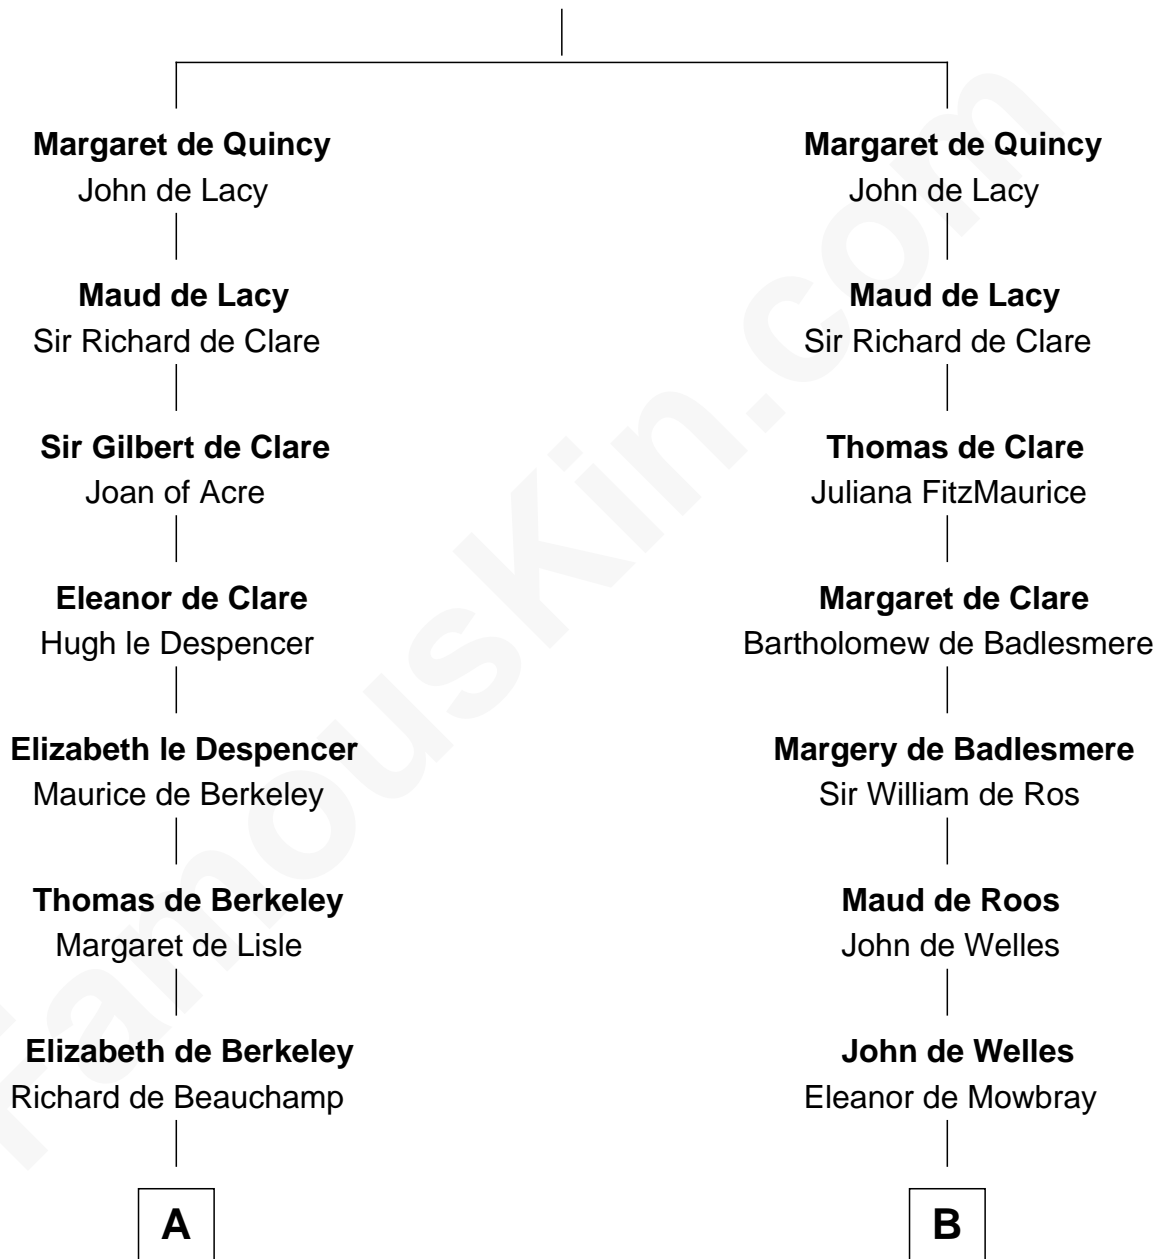 Margaret de Quincy
John de Lacy
Maud de Lacy
Sir Richard de Clare
Sir Gilbert de Clare
Joan of Acre
Eleanor de Clare
Hugh le Despencer
Elizabeth le Despencer
Maurice de Berkeley
Thomas de Berkeley
Margaret de Lisle
Elizabeth de Berkeley
Richard de Beauchamp
A
Margaret de Quincy
John de Lacy
Maud de Lacy
Sir Richard de Clare
Thomas de Clare
Juliana FitzMaurice
Margaret de Clare
Bartholomew de Badlesmere
Margery de Badlesmere
Sir William de Ros
Maud de Roos
John de Welles
John de Welles
Eleanor de Mowbray
B
FamousKin.com